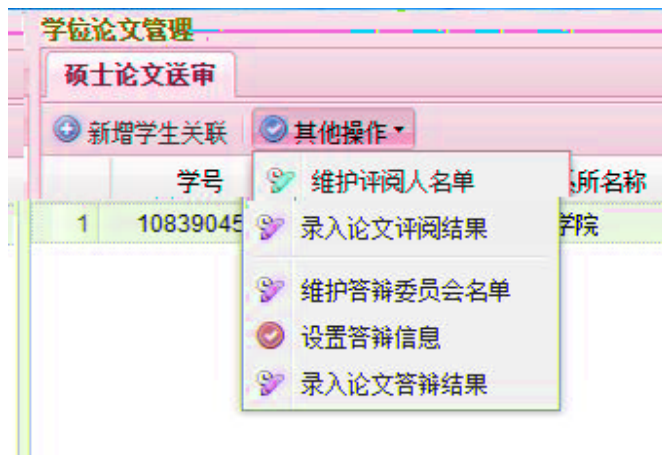 学位论文管理
硕士论文送审
新增学生关联 其他操作
学号 所名称
维护评阅人名单
1 10839045 学院
录入论文评阅结果
维护答辩委员会名单
设置答辩信息
录入论文答辩结果